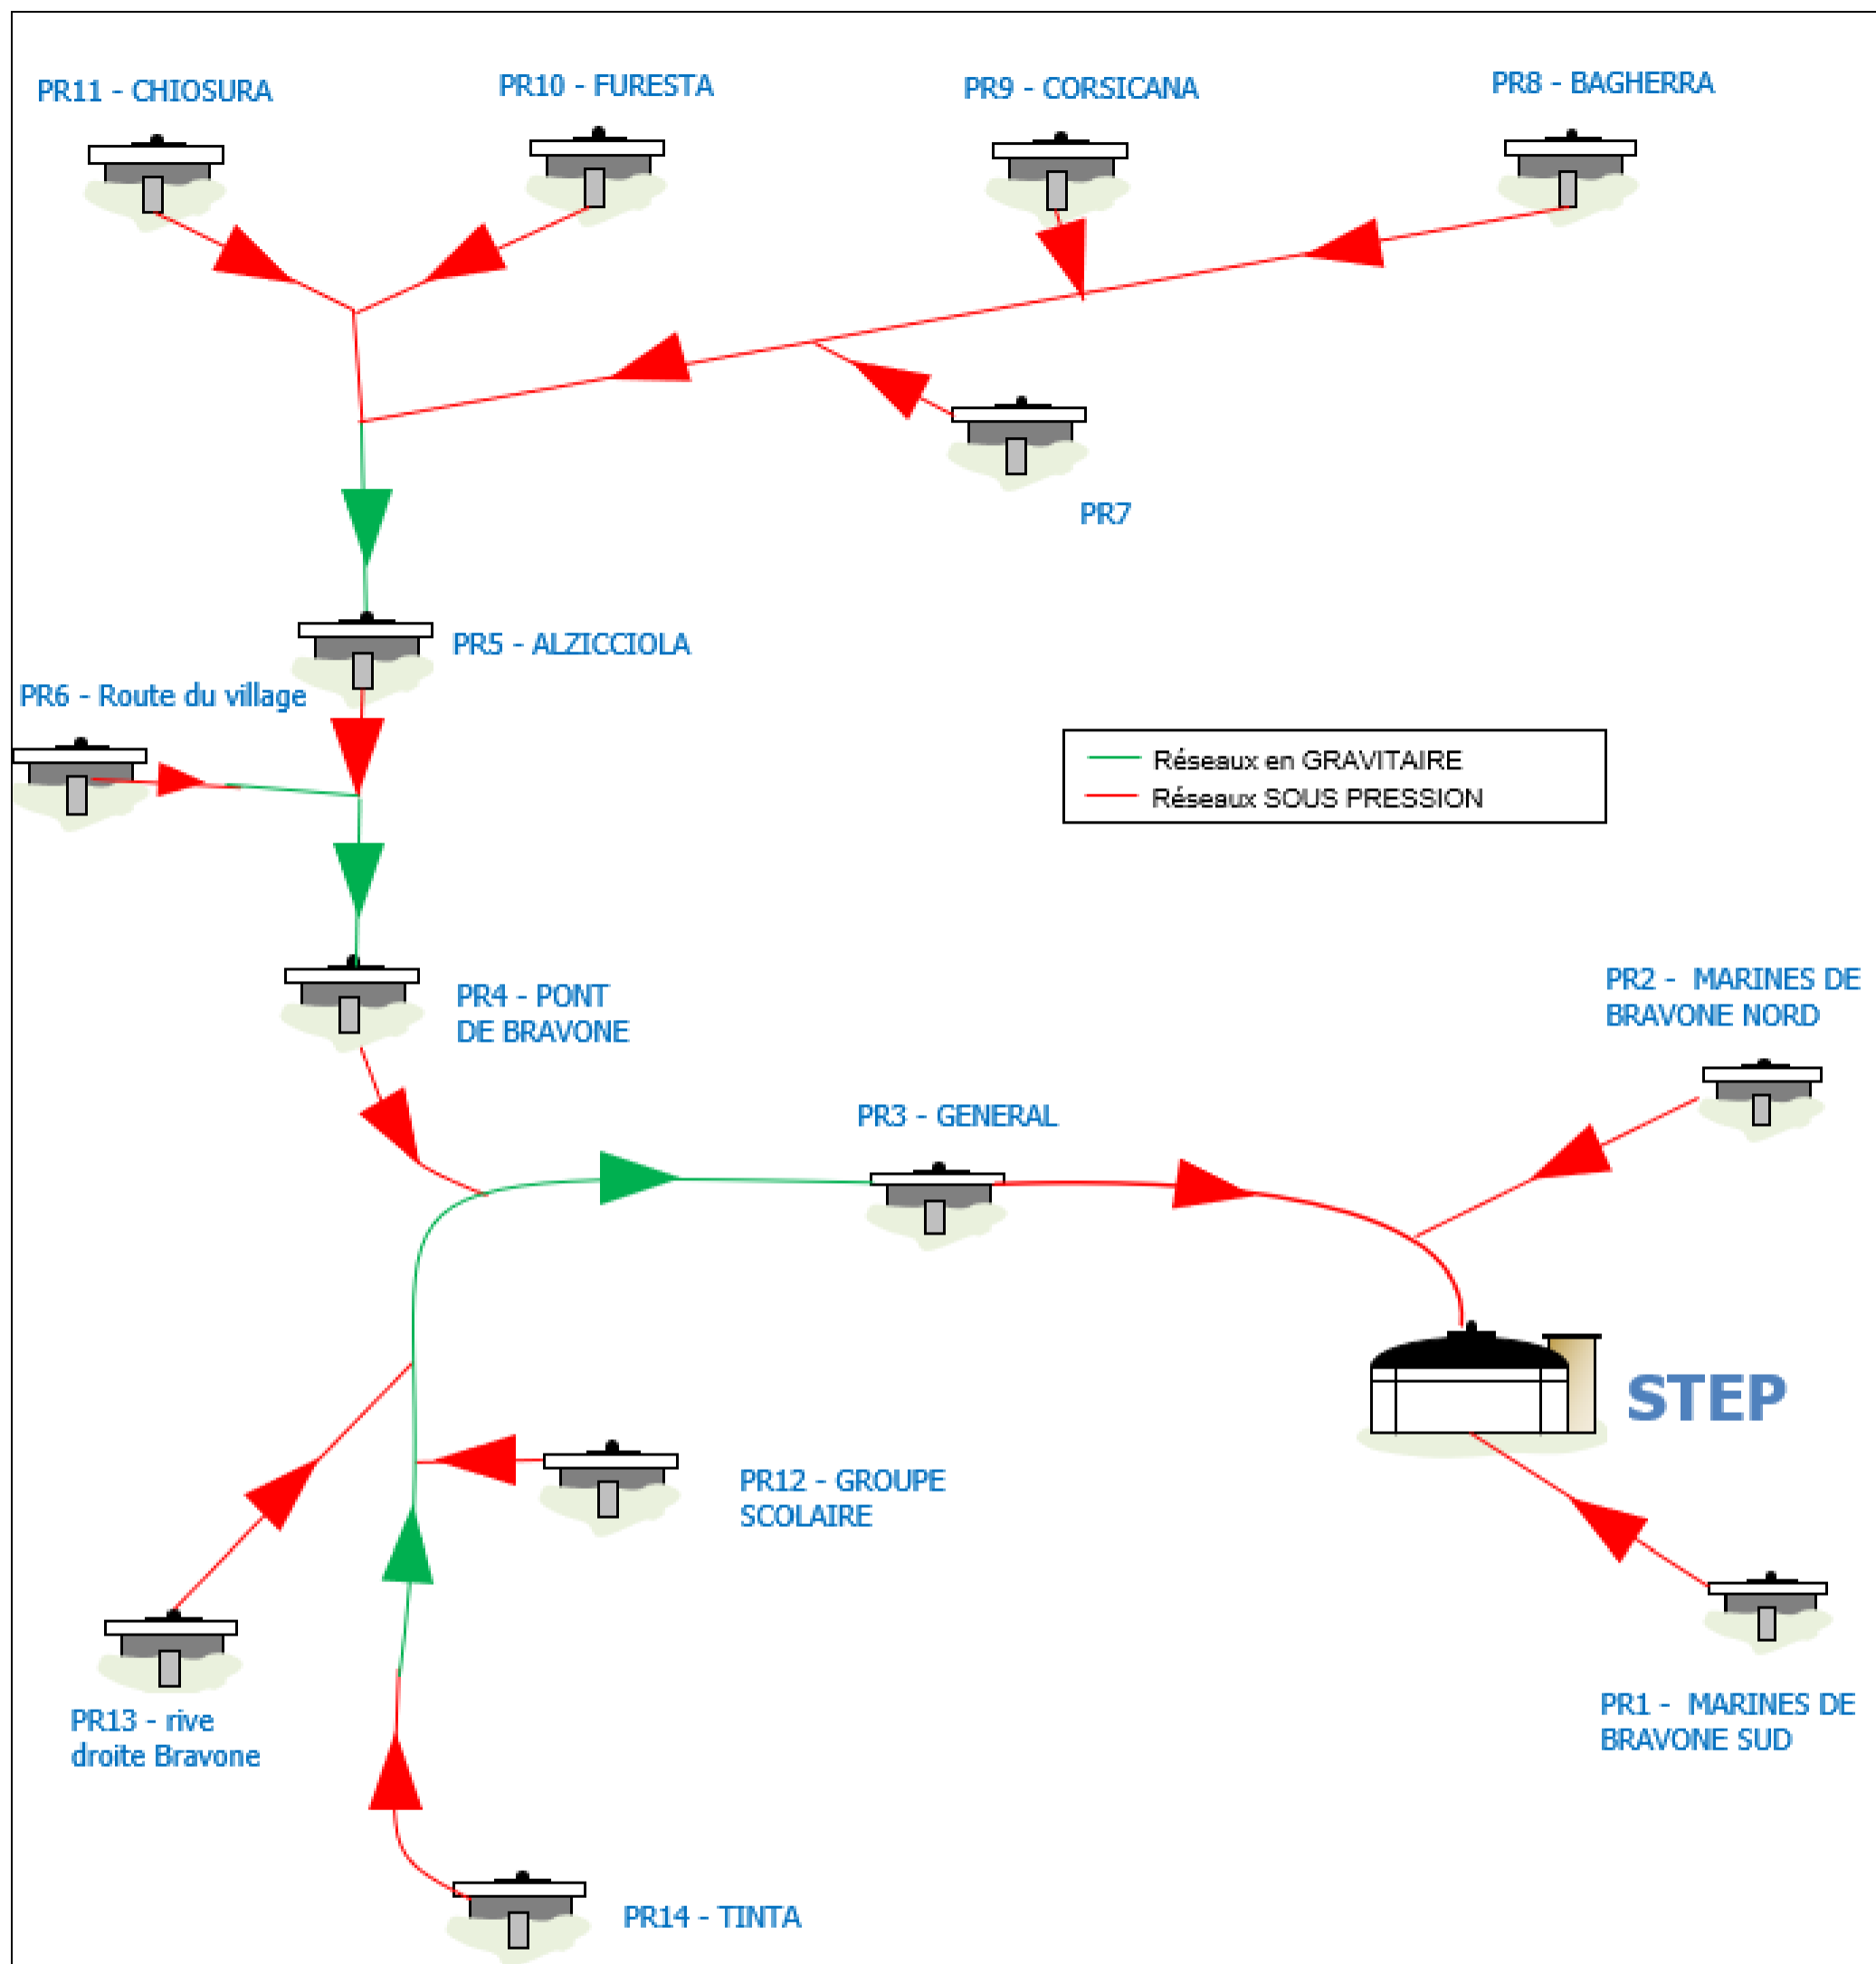 PR11 - CHIOSURA
PR10 - FURESTA
PR9 - CORSICANA
PR8 - BAGHERRA
PR7
PR5 - ALZICCIOLA
PR6 - Route du village
Réseaux en GRAVITAIRE
Réseaux SOUS PRESSION
PR4 - PONT
DE BRAVONE
PR2 - MARINES DE
BRAVONE NORD
PR3 - GENERAL
STEP
PR12 - GROUPE
SCOLAIRE
PR13 - rive
droite Bravone
PR1 - MARINES DE
BRAVONE SUD
PR14 - TINTA